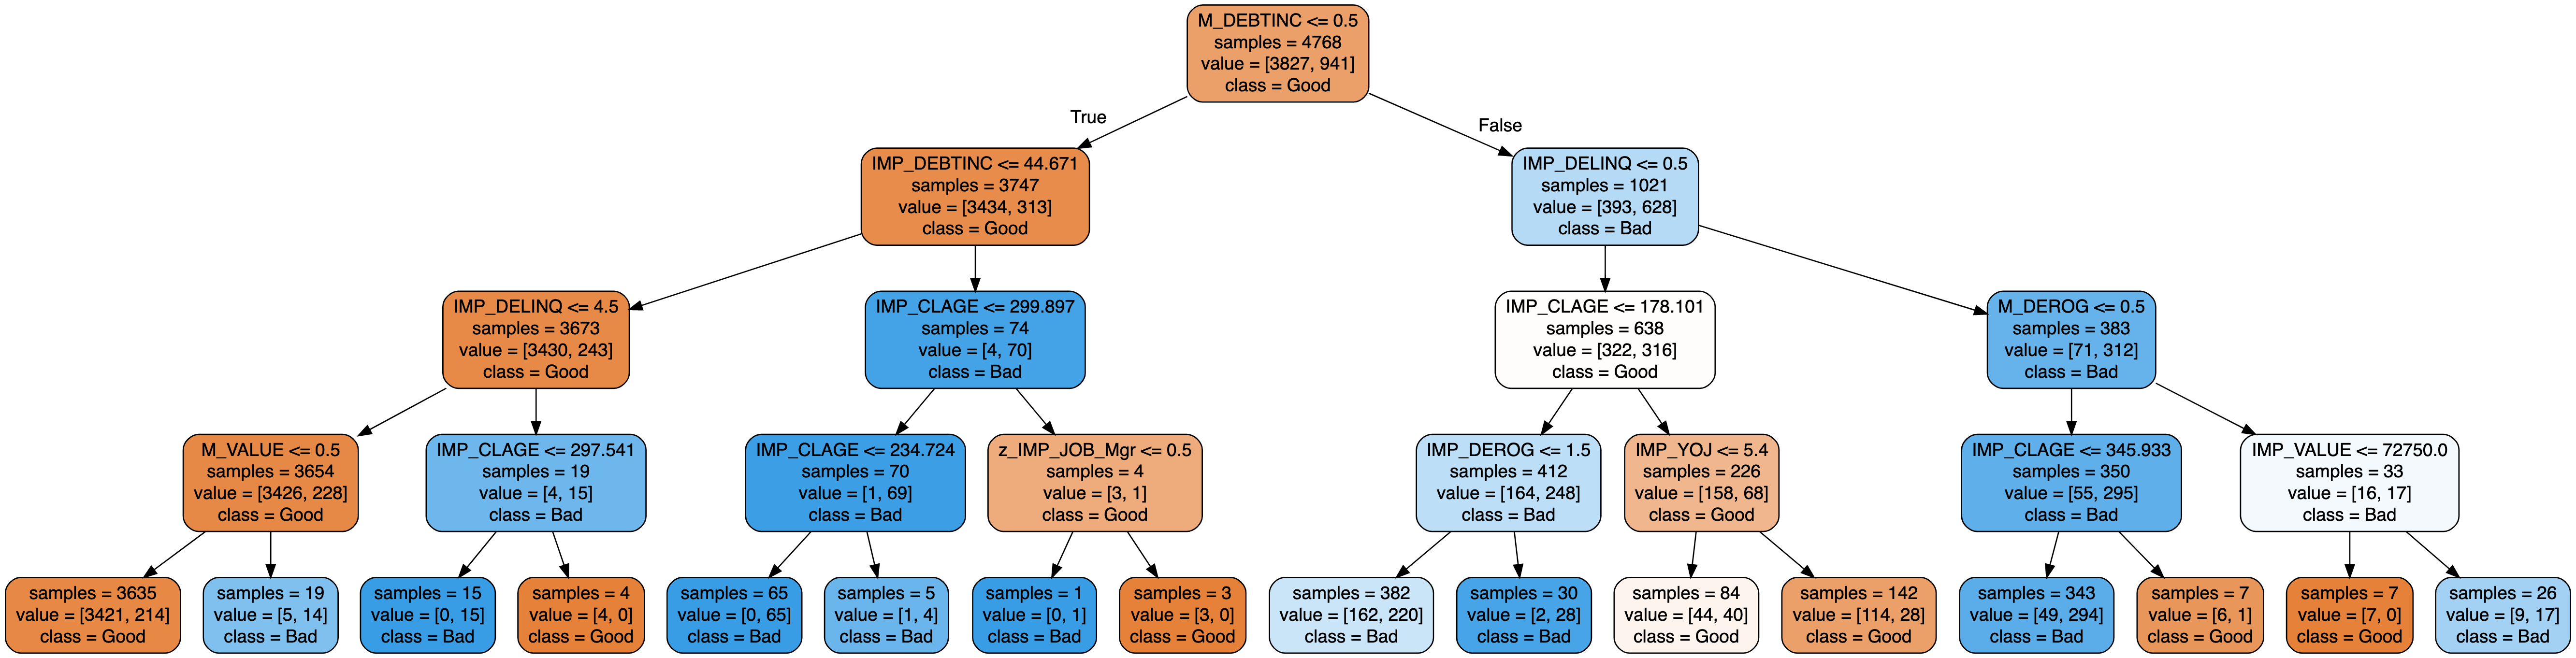 M_DEBTINC <= 0.5
samples = 4768
value = [3827, 941]
class = Good
True
False
IMP_DEBTINC <= 44.671
samples = 3747
value = [3434, 313]
class = Good
IMP_DELINQ <= 0.5
samples = 1021
value = [393, 628]
class = Bad
IMP_DELINQ <= 4.5
samples = 3673
value = [3430, 243]
class = Good
IMP_CLAGE <= 299.897
samples = 74
value = [4, 70]
class = Bad
IMP_CLAGE <= 178.101
samples = 638
value = [322, 316]
class = Good
M_DEROG <= 0.5
samples = 383
value = [71, 312]
class = Bad
M_VALUE <= 0.5
samples = 3654
value = [3426, 228]
class = Good
IMP_CLAGE <= 297.541
samples = 19
value = [4, 15]
class = Bad
IMP_CLAGE <= 234.724
samples = 70
value = [1, 69]
class = Bad
z_IMP_JOB_Mgr <= 0.5
samples = 4
value = [3, 1]
class = Good
IMP_DEROG <= 1.5
samples = 412
value = [164, 248]
class = Bad
IMP_YOJ <= 5.4
samples = 226
value = [158, 68]
class = Good
IMP_CLAGE <= 345.933
samples = 350
value = [55, 295]
class = Bad
IMP_VALUE <= 72750.0
samples = 33
value = [16, 17]
class = Bad
samples = 3635
value = [3421, 214]
class = Good
samples = 19
value = [5, 14]
class = Bad
samples = 15
value = [0, 15]
class = Bad
samples = 4
value = [4, 0]
class = Good
samples = 65
value = [0, 65]
class = Bad
samples = 5
value = [1, 4]
class = Bad
samples = 1
value = [0, 1]
class = Bad
samples = 3
value = [3, 0]
class = Good
samples = 382
value = [162, 220]
class = Bad
samples = 30
value = [2, 28]
class = Bad
samples = 84
value = [44, 40]
class = Good
samples = 142
value = [114, 28]
class = Good
samples = 343
value = [49, 294]
class = Bad
samples = 7
value = [6, 1]
class = Good
samples = 7
value = [7, 0]
class = Good
samples = 26
value = [9, 17]
class = Bad